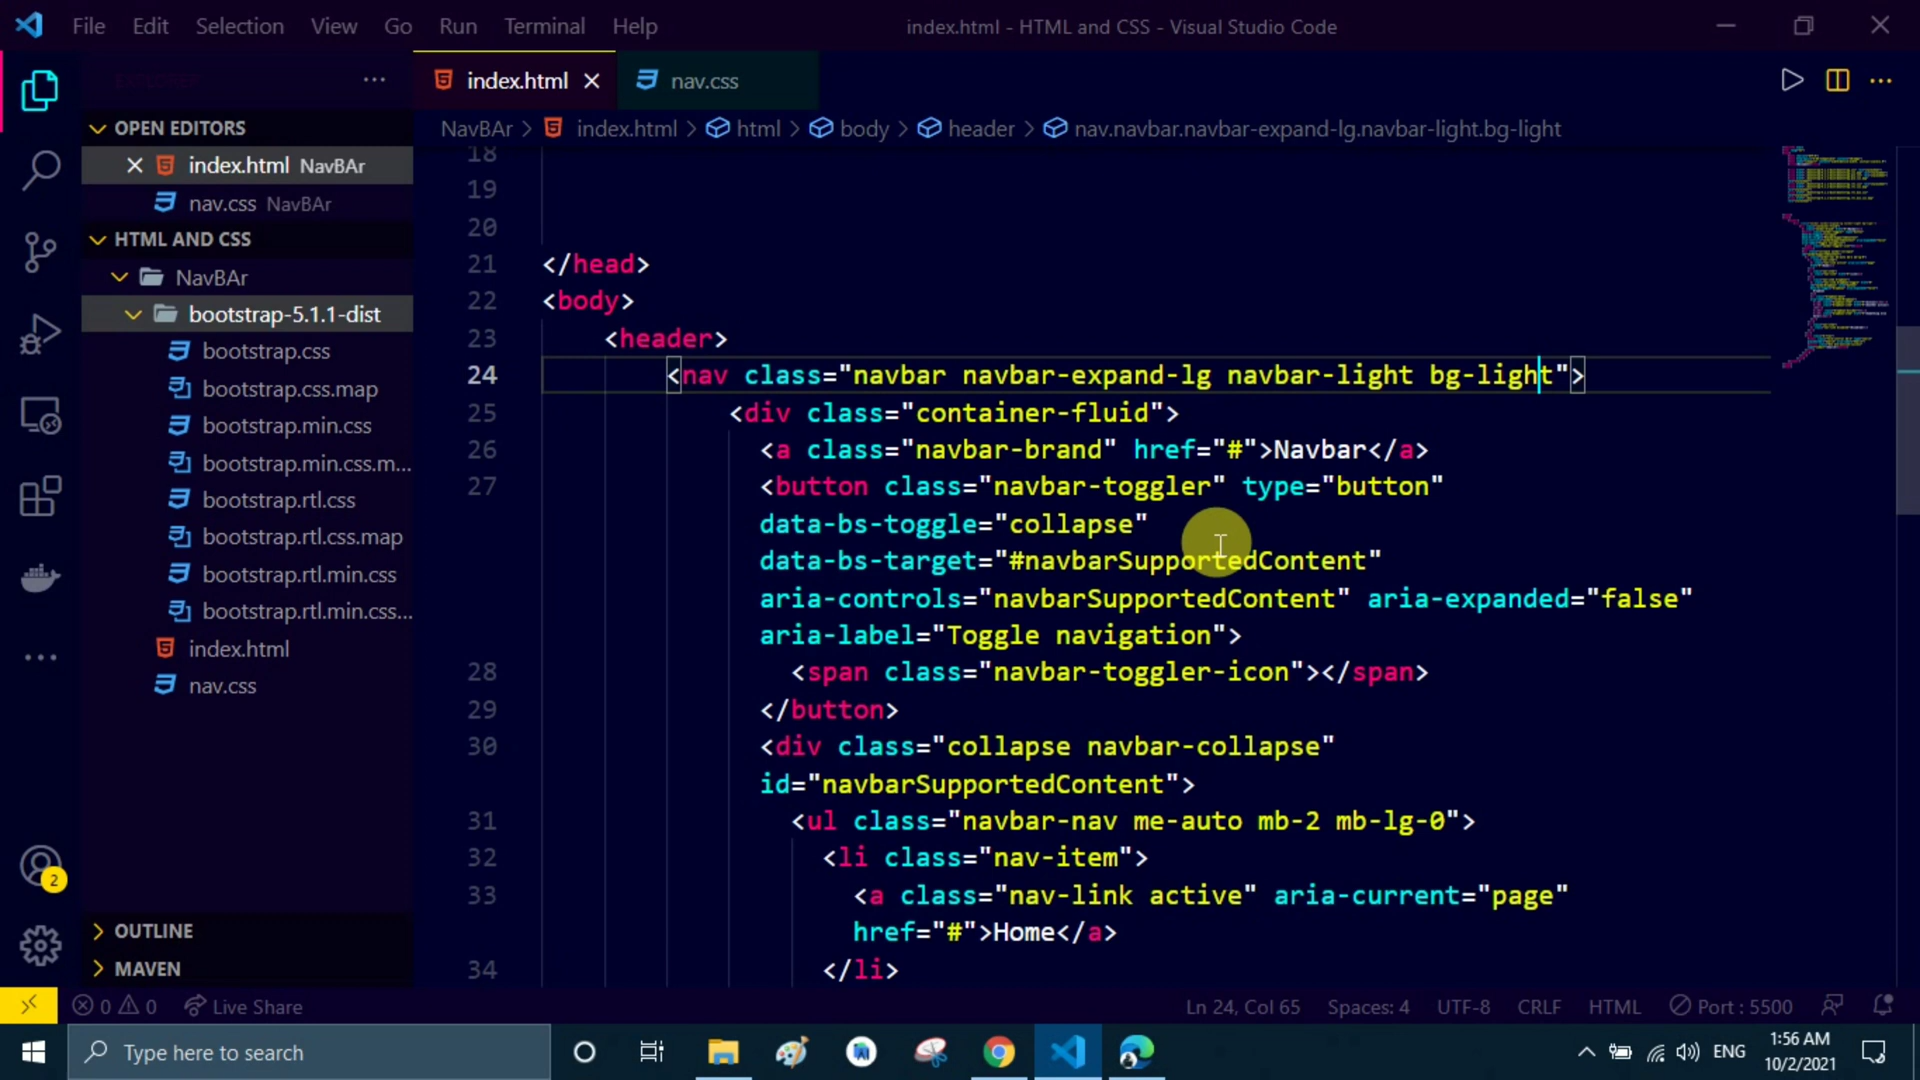 File Edit Selection View Go Run Terminal Help
index.html - HTML and CSS - Visual Studio Code
index.html
nav.css
NavBAr > index.html > html > body > header > nav.navbar.navbar-expand-lg.navbar-light.bg-light
OPEN EDITORS
index.html NavBAr
nav.css NavBAr
HTML AND CSS
NavBAr
bootstrap-5.1.1-dist
bootstrap.css
bootstrap.css.map
bootstrap.min.css
bootstrap.min.css.m...
bootstrap.rtl.css
bootstrap.rtl.css.map
bootstrap.rtl.min.css
bootstrap.rtl.min.css...
index.html
nav.css
OUTLINE
MAVEN
2
18
19
20
21 </head>
22 <body>
23 <header>
24 <nav class="navbar navbar-expand-lg navbar-light bg-light">
25 <div class="container-fluid">
26 <a class="navbar-brand" href="#">Navbar</a>
27 <button class="navbar-toggler" type="button"
data-bs-toggle="collapse"
data-bs-target="#navbarSupportedContent"
aria-controls="navbarSupportedContent" aria-expanded="false"
aria-label="Toggle navigation">
28 <span class="navbar-toggler-icon"></span>
29 </button>
30 <div class="collapse navbar-collapse"
id="navbarSupportedContent">
31 <ul class="navbar-nav me-auto mb-2 mb-lg-0">
32 <li class="nav-item">
33 <a class="nav-link active" aria-current="page"
href="#">Home</a>
34 </li>
0 0 Live Share
Ln 24, Col 65 Spaces: 4 UTF-8 CRLF HTML Port : 5500
Type here to search
ENG
1:56 AM
10/2/2021